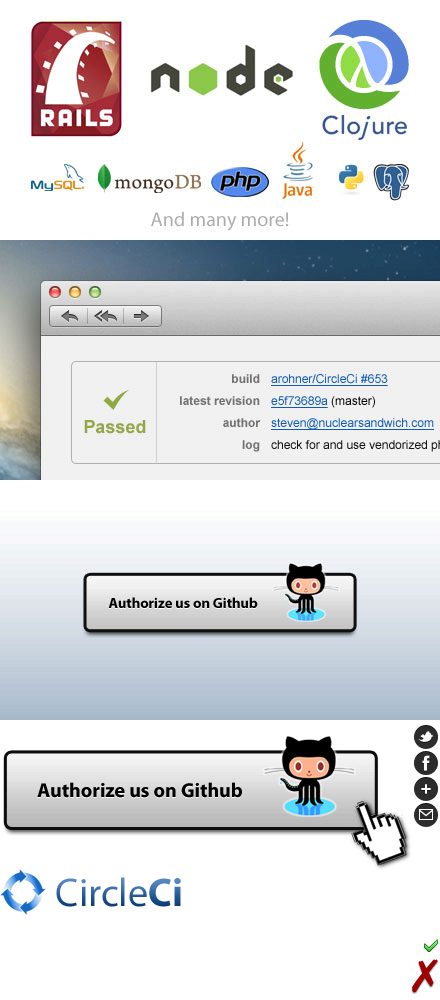 RAILS
node
Clojure
MySQL
mongoDB
php
Java
And many more!
build arohner/CircleCi #653
Passed
latest revision e5f73689a (master)
author steven@nuclearsandwich.com
log check for and use vendorized ph
Authorize us on Github
Authorize us on Github
CircleCi